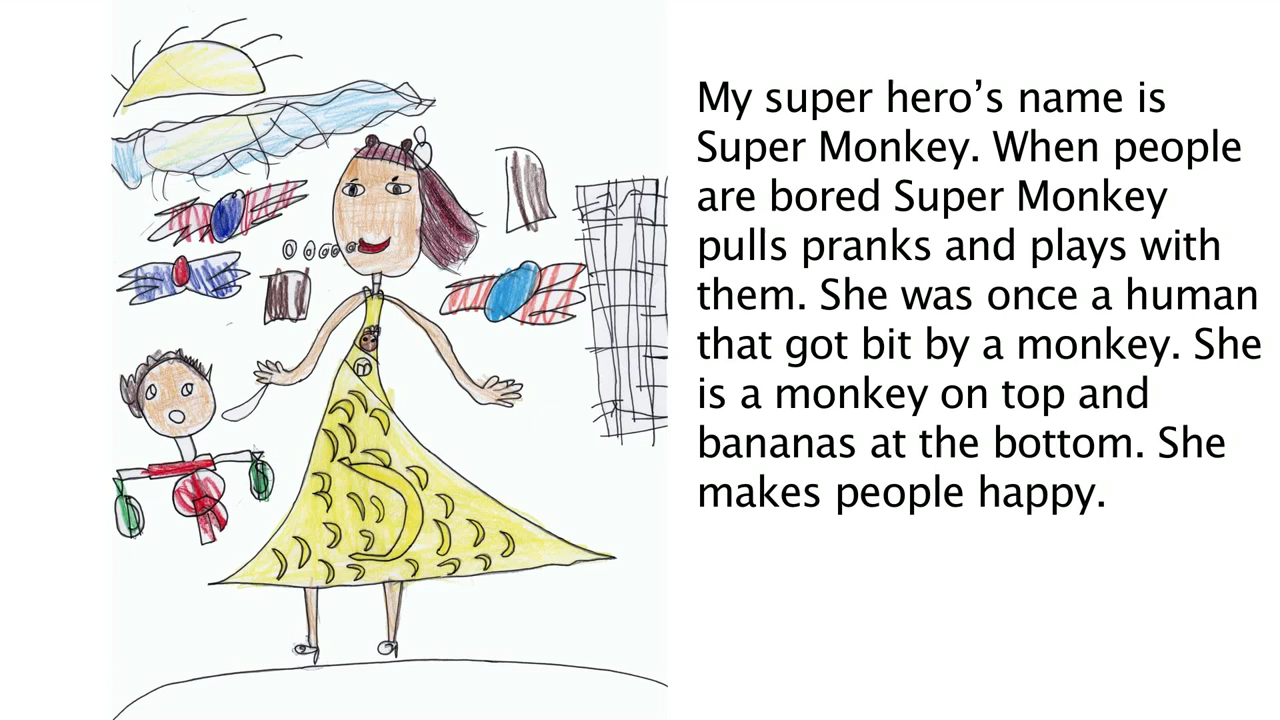 My super hero’s name is
Super Monkey. When people
are bored Super Monkey
pulls pranks and plays with
them. She was once a human
that got bit by a monkey. She
is a monkey on top and
bananas at the bottom. She
makes people happy.